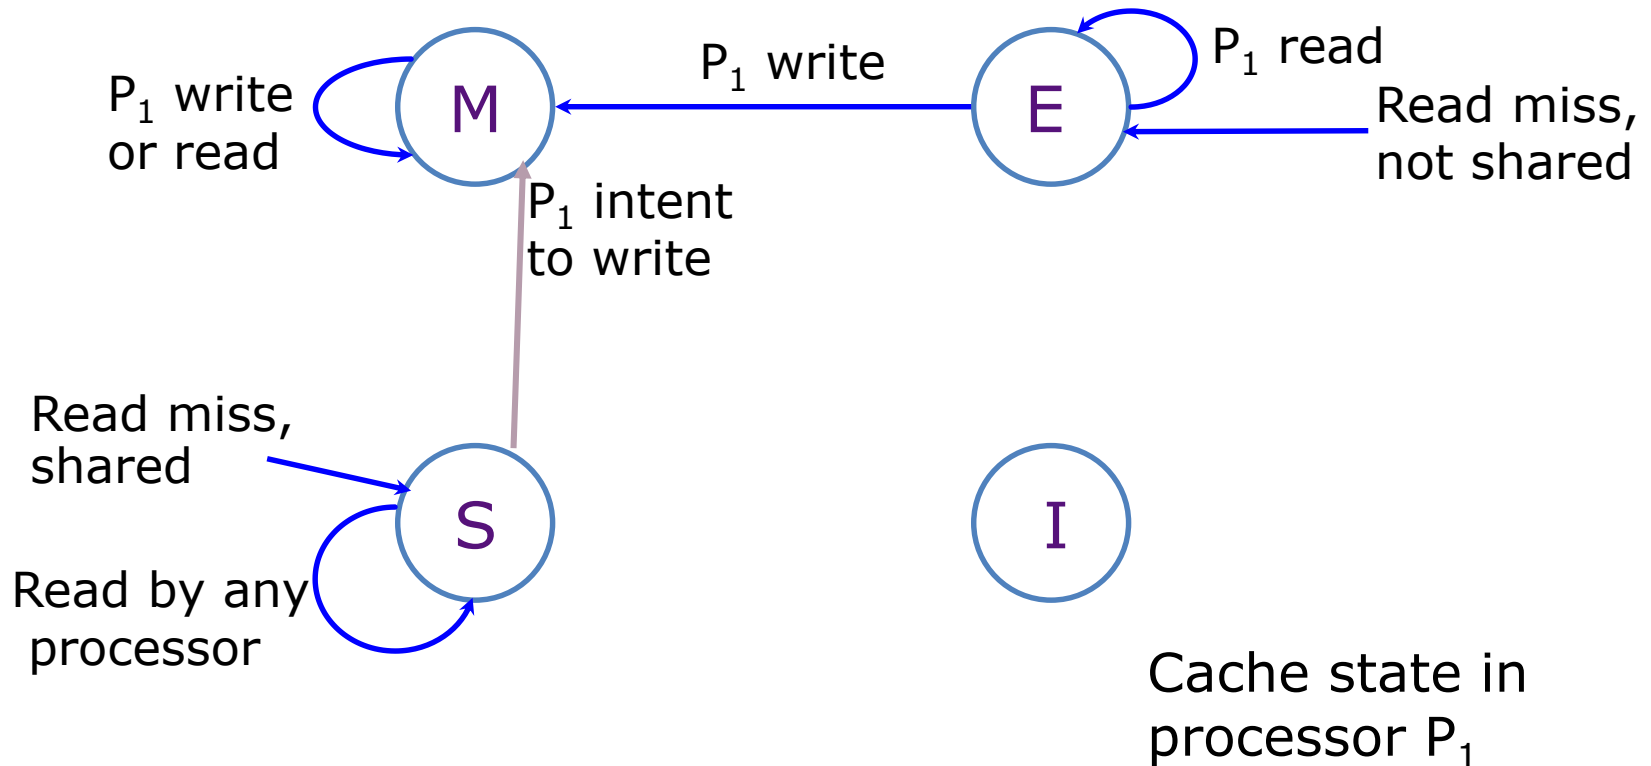 P₁ write
or read
M
P₁ write
E
P₁ read
Read miss,
not shared
P₁ intent
to write
Read miss,
shared
S
Read by any
processor
I
Cache state in
processor P₁